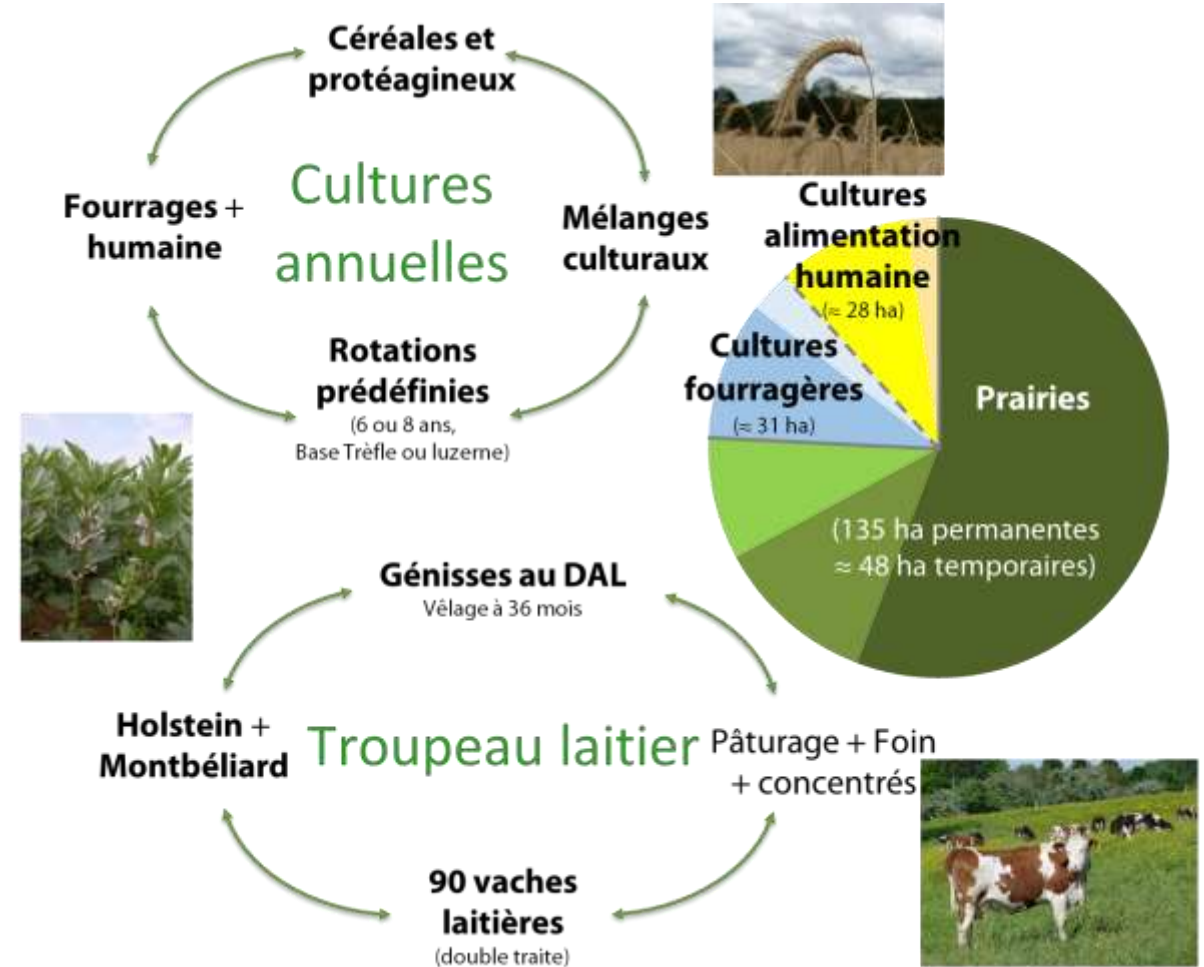 Céréales et
protéagineux
Cultures
annuelles
Fourrages +
humaine
Mélanges
culturaux
Rotations
prédéfinies
(6 ou 8 ans,
Base Trèfle ou luzerne)
Cultures
alimentation
humaine
(≈ 28 ha)
Cultures
fourragères
(≈ 31 ha)
Prairies
(135 ha permanentes
≈ 48 ha temporaires)
Génisses au DAL
Vêlage à 36 mois
Holstein +
Montbéliard
Troupeau laitier
Pâturage + Foin
+ concentrés
90 vaches
laitières
(double traite)